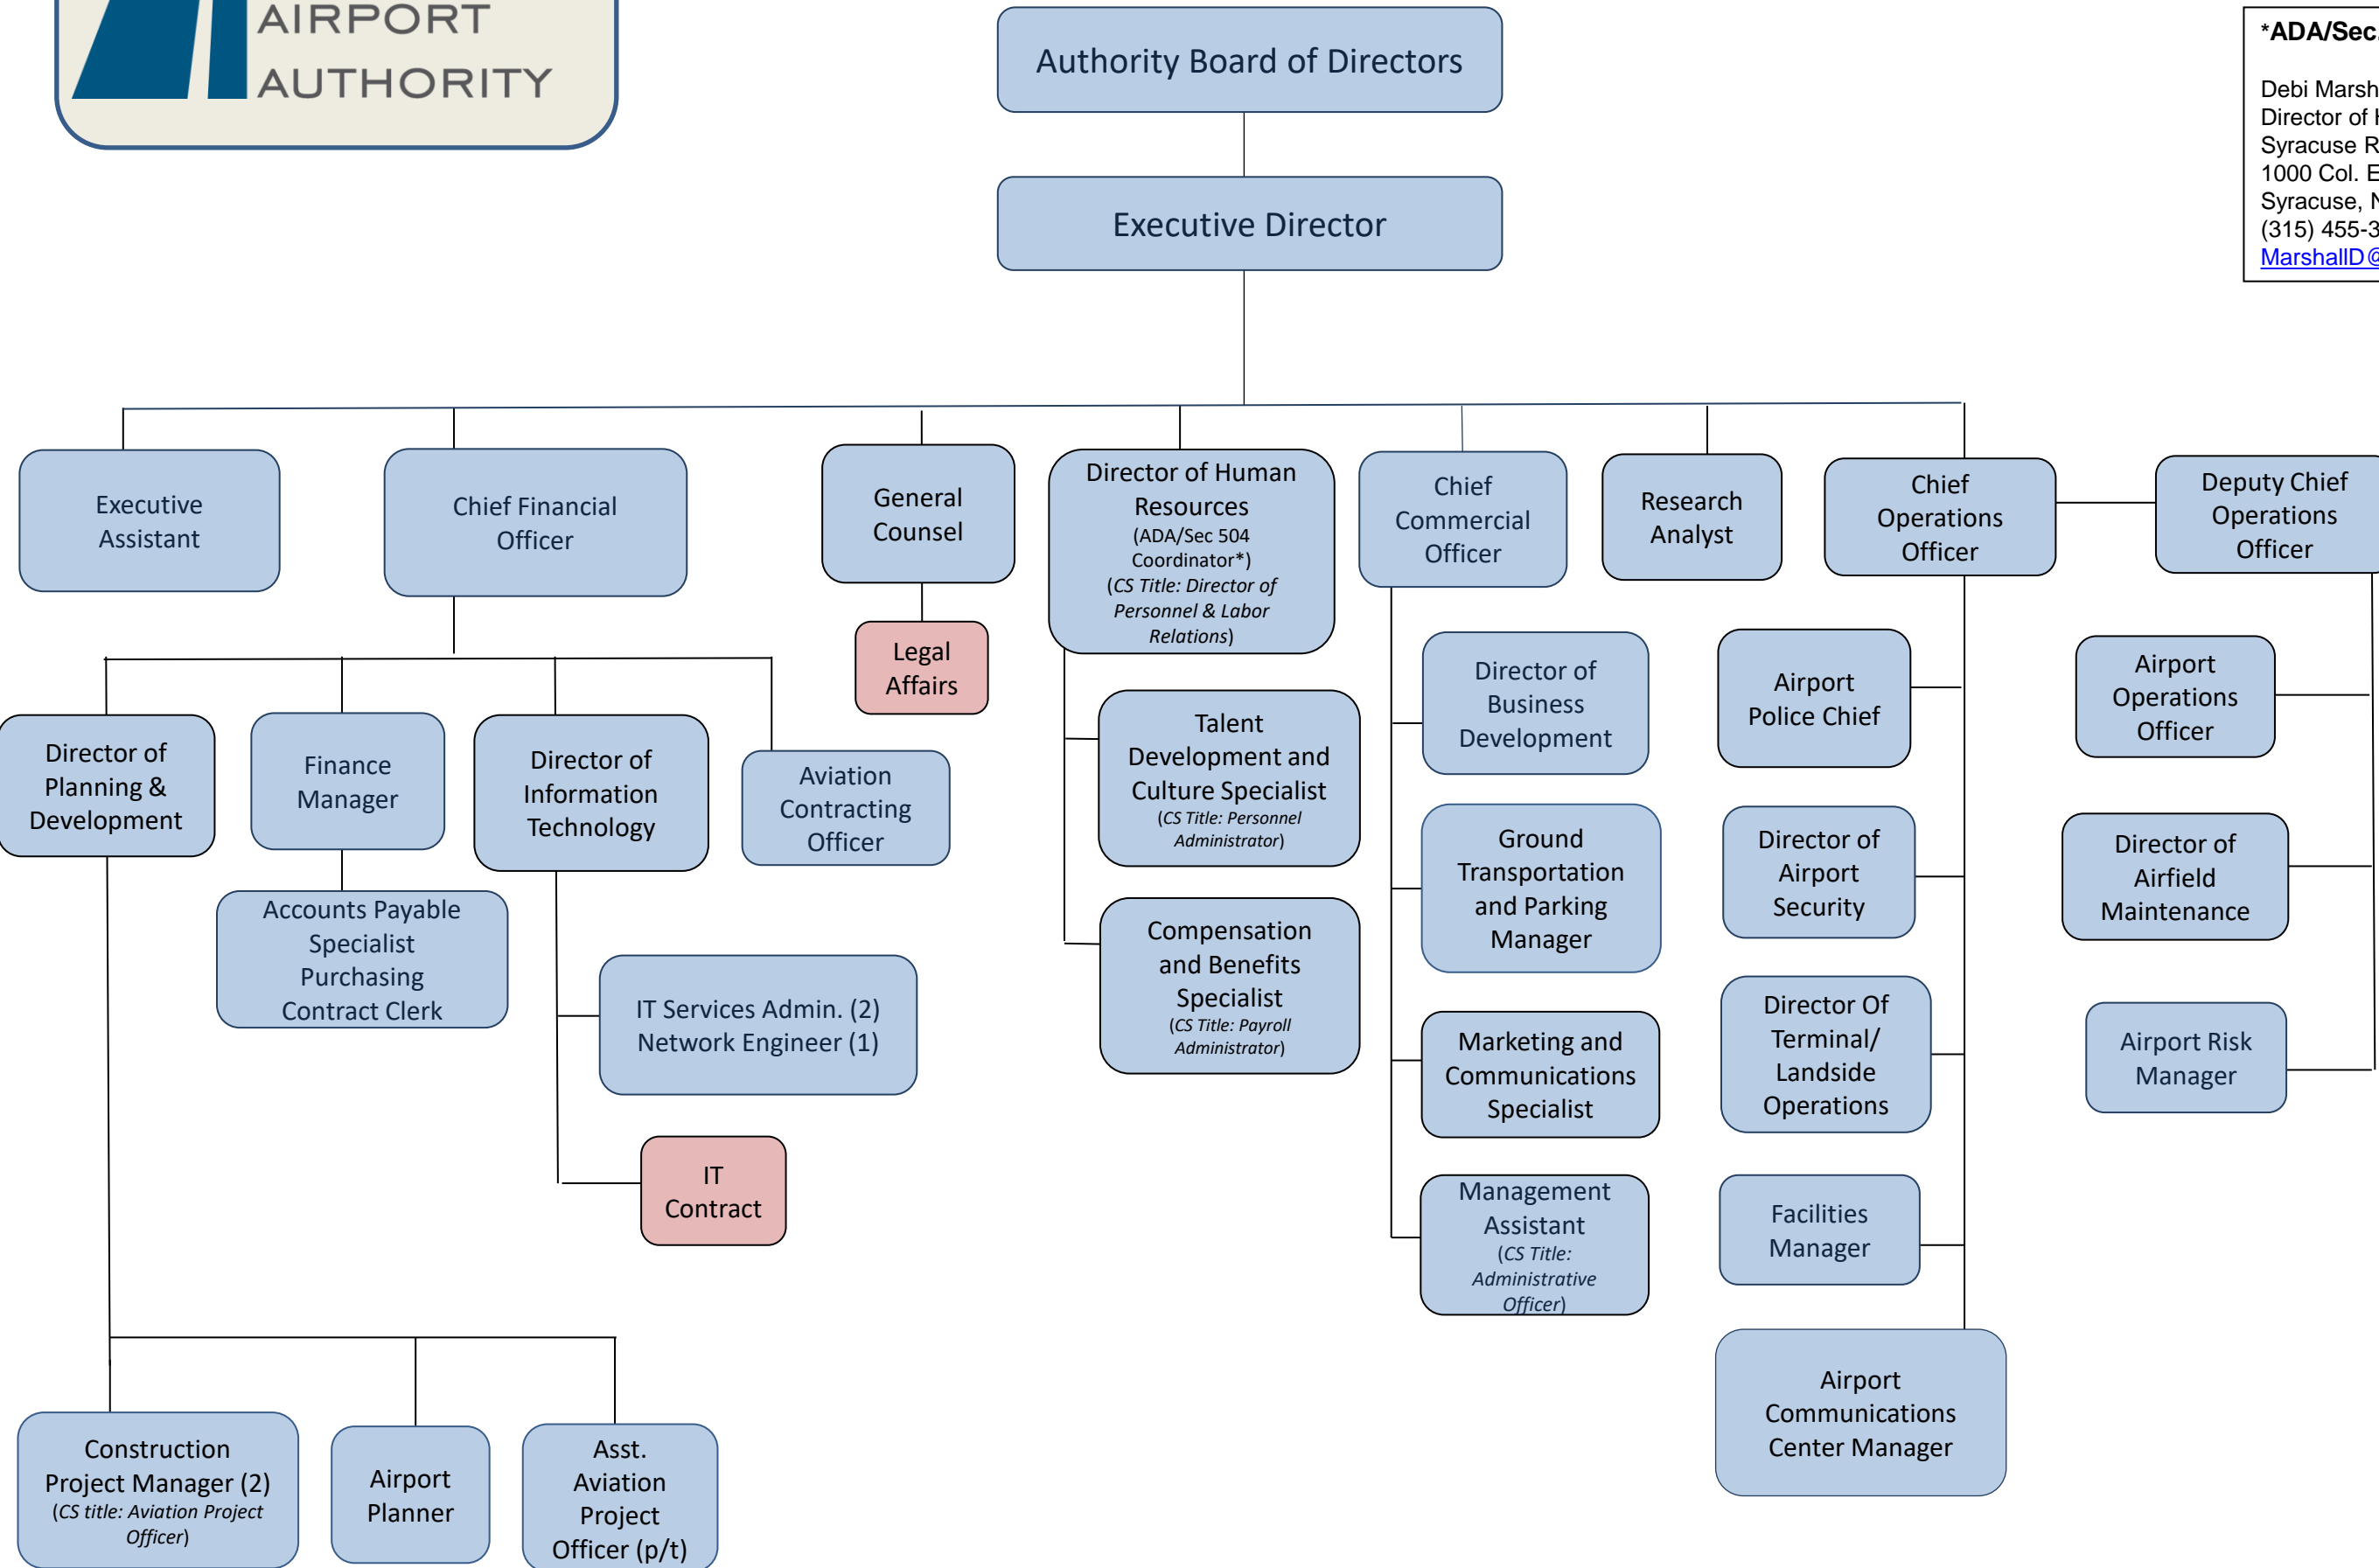 AIRPORT
AUTHORITY
Authority Board of Directors
Executive Director
*ADA/Sec.
Debi
Director of
Syracuse
1000 Col.
Syracuse,
(315)
Executive
Assistant
Chief Financial
Officer
General
Counsel
Legal
Affairs
Director of Human
Resources
(ADA/Sec 504
Coordinator*)
(CS Title: Director of
Personnel & Labor
Relations)
Chief
Commercial
Officer
Research
Analyst
Chief
Operations
Officer
Deputy Chief
Operations
Officer
Director of
Planning &
Development
Finance
Manager
Director of
Information
Technology
Aviation
Contracting
Officer
Accounts Payable
Specialist
Purchasing
Contract Clerk
IT Services Admin. (2)
Network Engineer (1)
IT
Contract
Construction
Project Manager (2)
(CS title: Aviation Project
Officer)
Airport
Planner
Asst.
Aviation
Project
Officer (p/t)
Talent
Development and
Culture Specialist
(CS Title: Personnel
Administrator)
Compensation
and Benefits
Specialist
(CS Title: Payroll
Administrator)
Director of
Business
Development
Ground
Transportation
and Parking
Manager
Marketing and
Communications
Specialist
Management
Assistant
(CS Title:
Administrative
Officer)
Airport
Police Chief
Director of
Airport
Security
Director Of
Terminal/
Landside
Operations
Facilities
Manager
Airport
Communications
Center Manager
Airport
Operations
Officer
Director of
Airfield
Maintenance
Airport Risk
Manager